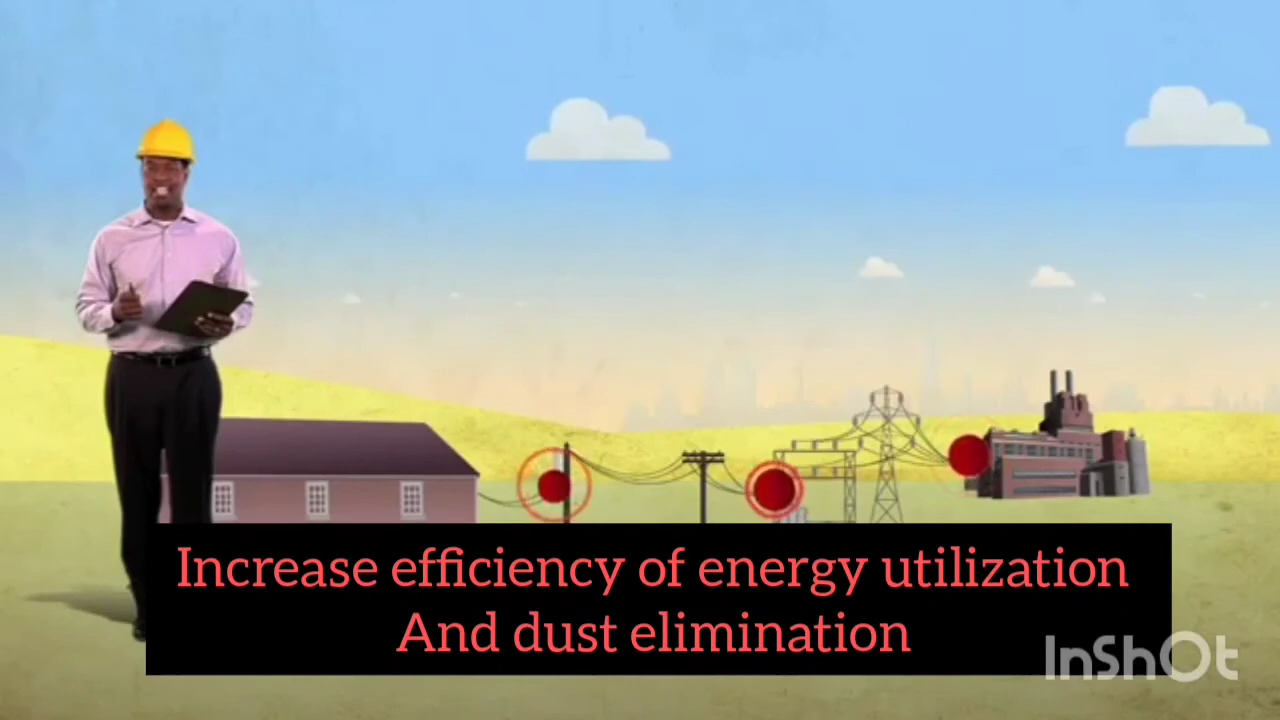 Increase efficiency of energy utilization
And dust elimination
InShOt